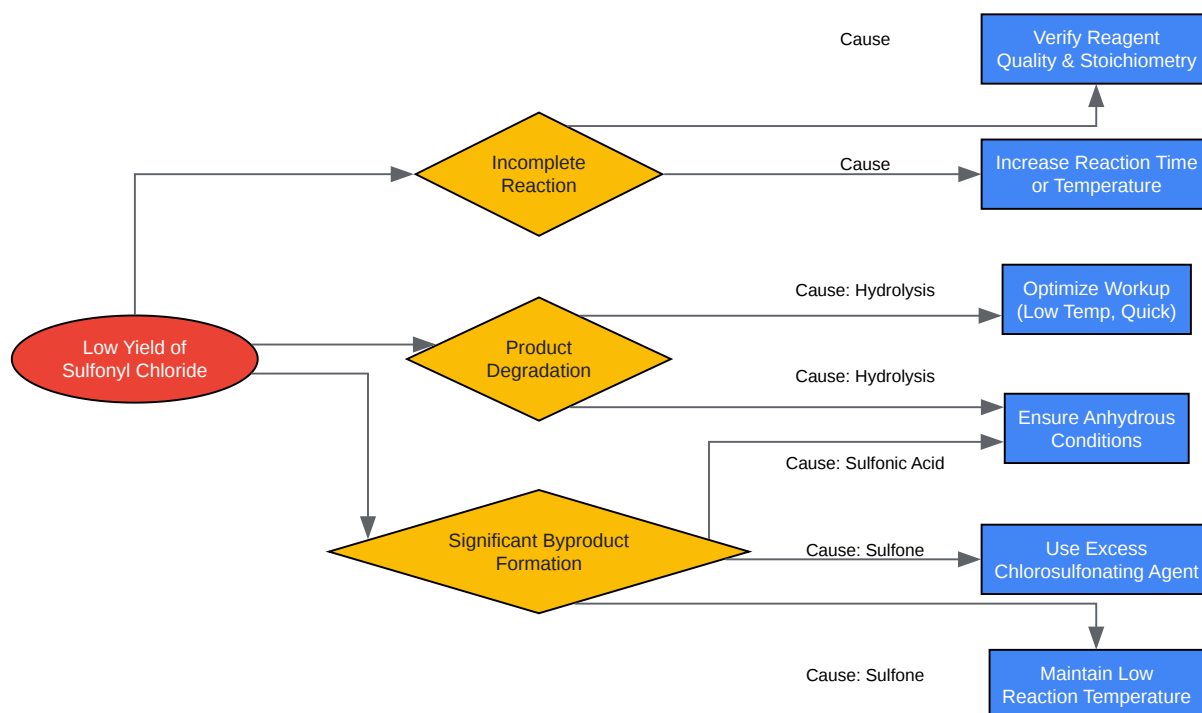 Cause
Verify Reagent
Quality & Stoichiometry
Incomplete
Reaction
Cause
Increase Reaction Time
or Temperature
Cause: Hydrolysis
Optimize Workup
(Low Temp, Quick)
Low Yield of
Sulfonyl Chloride
Product
Degradation
Cause: Hydrolysis
Ensure Anhydrous
Conditions
Cause: Sulfonic Acid
Significant Byproduct
Formation
Cause: Sulfone
Use Excess
Chlorosulfonating Agent
Cause: Sulfone
Maintain Low
Reaction Temperature